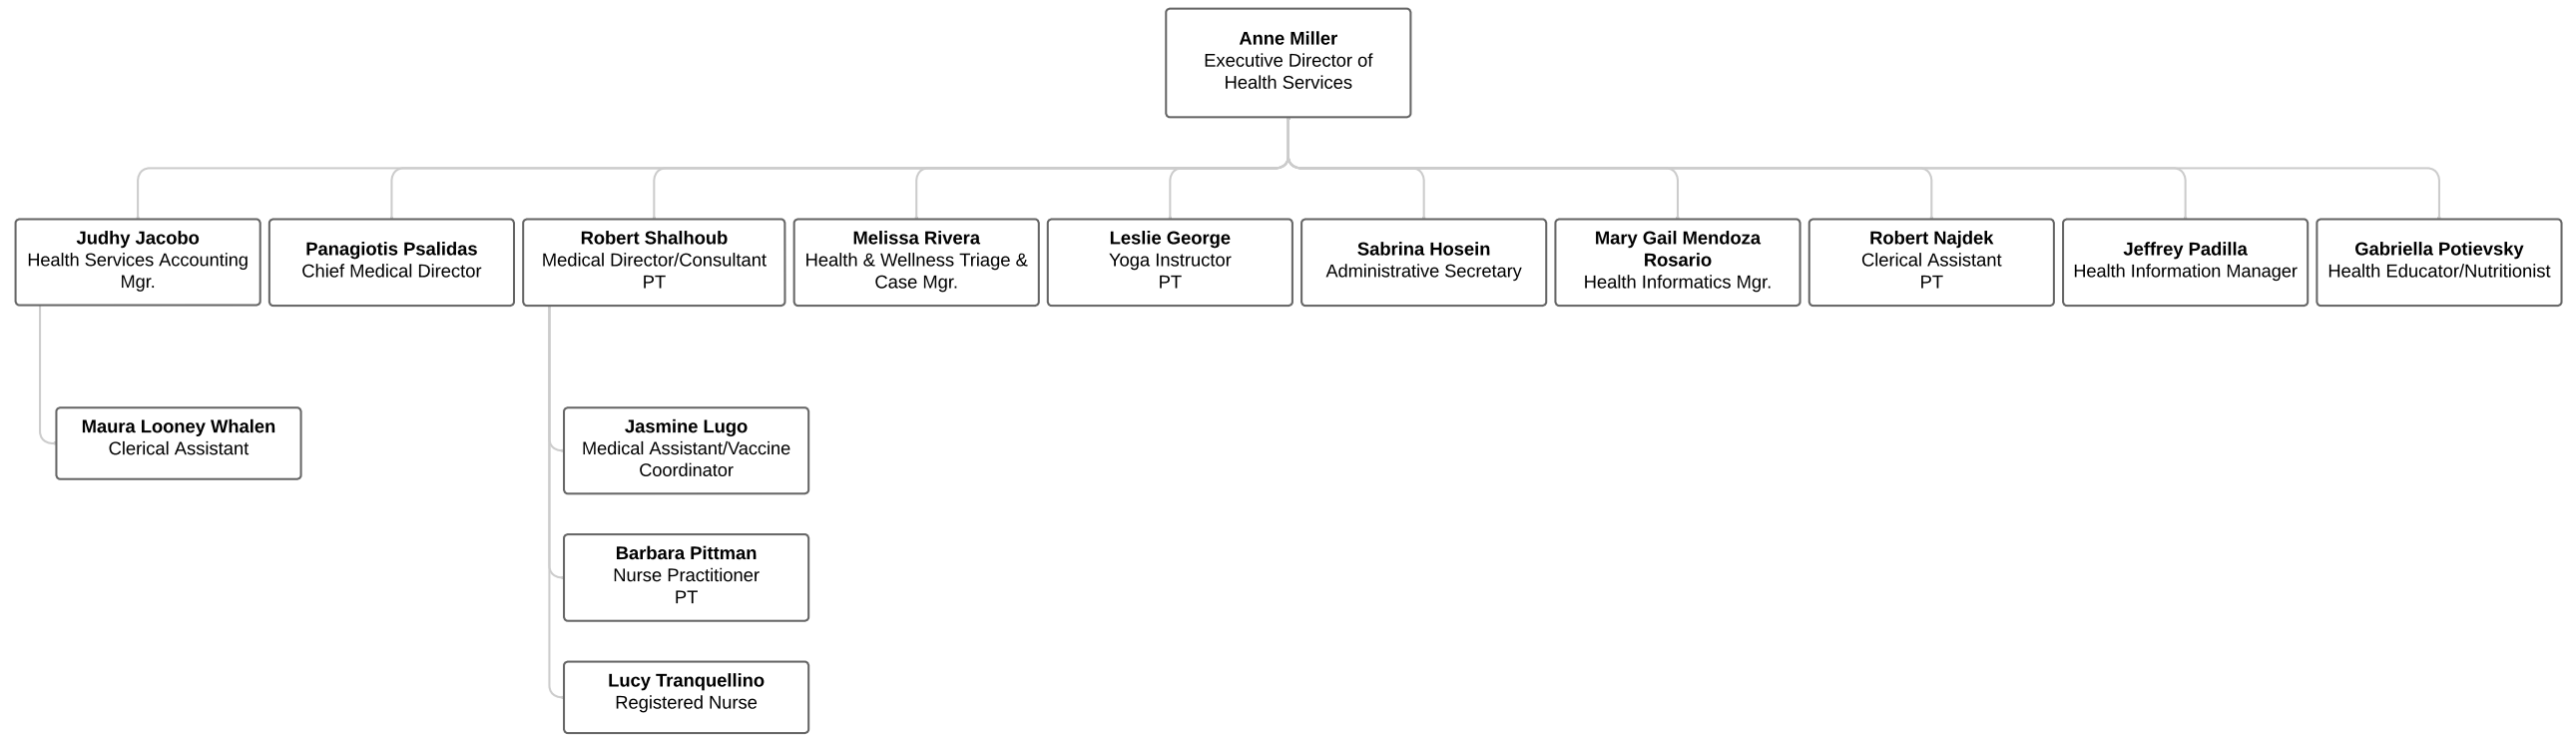 Anne Miller
Executive Director of
Health Services
Judhy Jacobo
Health Services Accounting
Mgr.
Panagiotis Psalidas
Chief Medical Director
Robert Shalhoub
Medical Director/Consultant
PT
Melissa Rivera
Health & Wellness Triage &
Case Mgr.
Leslie George
Yoga Instructor
PT
Sabrina Hosein
Administrative Secretary
Mary Gail Mendoza
Rosario
Health Informatics Mgr.
Robert Najdek
Clerical Assistant
PT
Jeffrey Padilla
Health Information Manager
Gabriella Potievsky
Health Educator/Nutritionist
Maura Looney Whalen
Clerical Assistant
Jasmine Lugo
Medical Assistant/Vaccine
Coordinator
Barbara Pittman
Nurse Practitioner
PT
Lucy Tranquellino
Registered Nurse